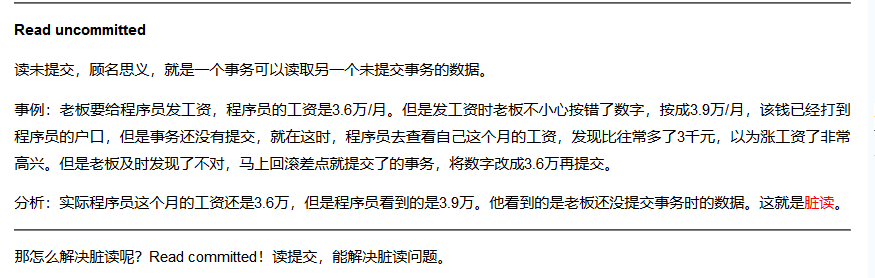 Read uncommitted
读未提交，顾名思义，就是一个事务可以读取另一个未提交事务的数据。
事例：老板要给程序员发工资，程序员的工资是3.6万/月。但是发工资时老板不小心按错了数字，按成3.9万/月，该钱已经打到
程序员的户口，但是事务还没有提交，就在这时，程序员去查看自己这个月的工资，发现比往常多了3千元，以为涨工资了非常
高兴。但是老板及时发现了不对，马上回滚差点就提交了的事务，将数字改成3.6万再提交。
分析：实际程序员这个月的工资还是3.6万，但是程序员看到的是3.9万。他看到的是老板还没提交事务时的数据。这就是脏读。
那怎么解决脏读呢？Read committed！读提交，能解决脏读问题。